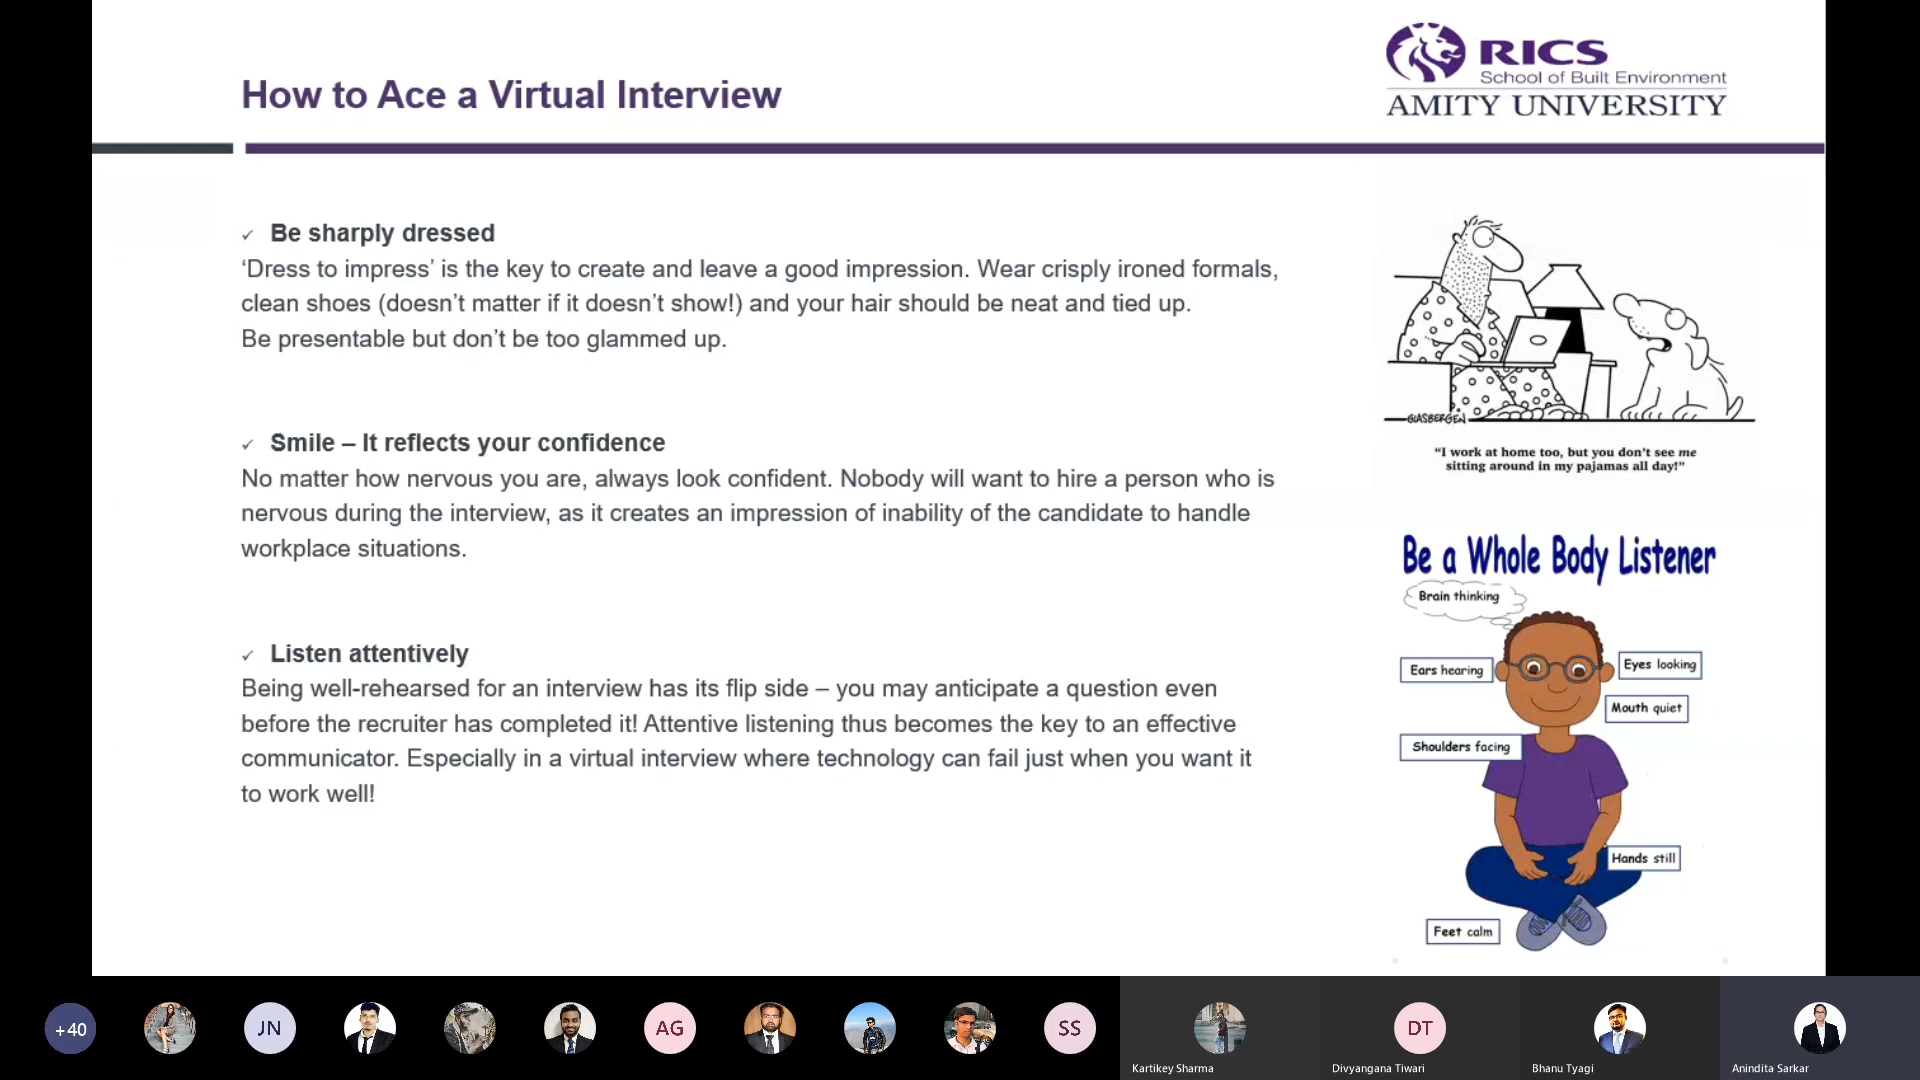 How to Ace a Virtual Interview
RICS
School of Built Environment
AMITY UNIVERSITY
✓ Be sharply dressed
‘Dress to impress’ is the key to create and leave a good impression. Wear crisply ironed formals,
clean shoes (doesn’t matter if it doesn’t show!) and your hair should be neat and tied up.
Be presentable but don’t be too glammed up.
✓ Smile – It reflects your confidence
No matter how nervous you are, always look confident. Nobody will want to hire a person who is
nervous during the interview, as it creates an impression of inability of the candidate to handle
workplace situations.
✓ Listen attentively
Being well-rehearsed for an interview has its flip side – you may anticipate a question even
before the recruiter has completed it! Attentive listening thus becomes the key to an effective
communicator. Especially in a virtual interview where technology can fail just when you want it
to work well!
GLASBERGEN
“I work at home too, but you don’t see me
sitting around in my pajamas all day!”
Be a Whole Body Listener
Brain thinking
Ears hearing
Eyes looking
Mouth quiet
Shoulders facing
Hands still
Feet calm
+40
JN
AG
SS
DT
Kartikey Sharma
Divyangana Tiwari
Bhanu Tyagi
Anindita Sarkar